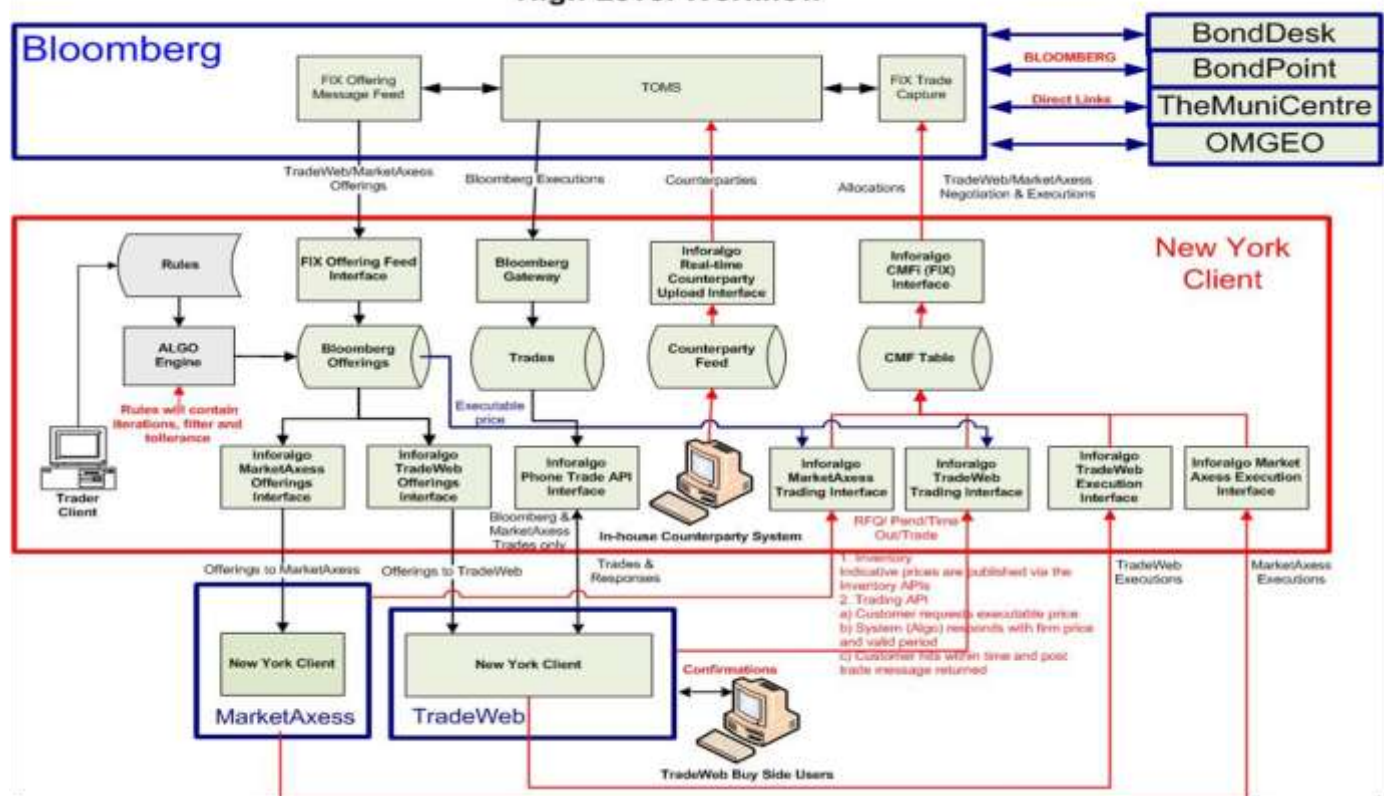 High Level Workflow
Bloomberg
BondDesk
BLOOMBERG
BondPoint
Direct Links
TheMuniCentre
OMGEO
FIX Offering
Message Feed
TOMS
FIX Trade
Capture
TradeWeb/MarketAxess
Offerings
Bloomberg Executions
Counterparties
Allocations
TradeWeb/MarketAxess
Negotiation & Executions
New York
Client
Rules
FIX Offering Feed
Interface
Bloomberg
Gateway
Inforalgo
Real-time
Counterparty
Upload Interface
Inforalgo
CMFi (FIX)
Interface
ALGO
Engine
Bloomberg
Offerings
Trades
Counterparty
Feed
CMF Table
Rules will contain
iterations, filter and
tollerance
Executable
price
Trader
Client
Inforalgo
MarketAxess
Offerings
Interface
Inforalgo
TradeWeb
Offerings
Interface
Inforalgo
Phone Trade API
Interface
In-house Counterparty System
Inforalgo
MarketAxess
Trading Interface
Inforalgo
TradeWeb
Trading Interface
Inforalgo
TradeWeb
Execution
Interface
Inforalgo Market
Axess Execution
Interface
Bloomberg &
MarketAxess
Trades only
RFQ/ Pend/Time
Out/Trade
Offerings to MarketAxess
Offerings to TradeWeb
Trades &
Responses
1. Inventory
Indicative prices are published via the
Inventory APIs
2. Trading API
a) Customer requests executable price
b) System (Algo) responds with firm price
and valid period
c) Customer hits within time and post
trade message returned
TradeWeb
Executions
MarketAxess
Executions
New York Client
MarketAxess
New York Client
TradeWeb
Confirmations
TradeWeb Buy Side Users